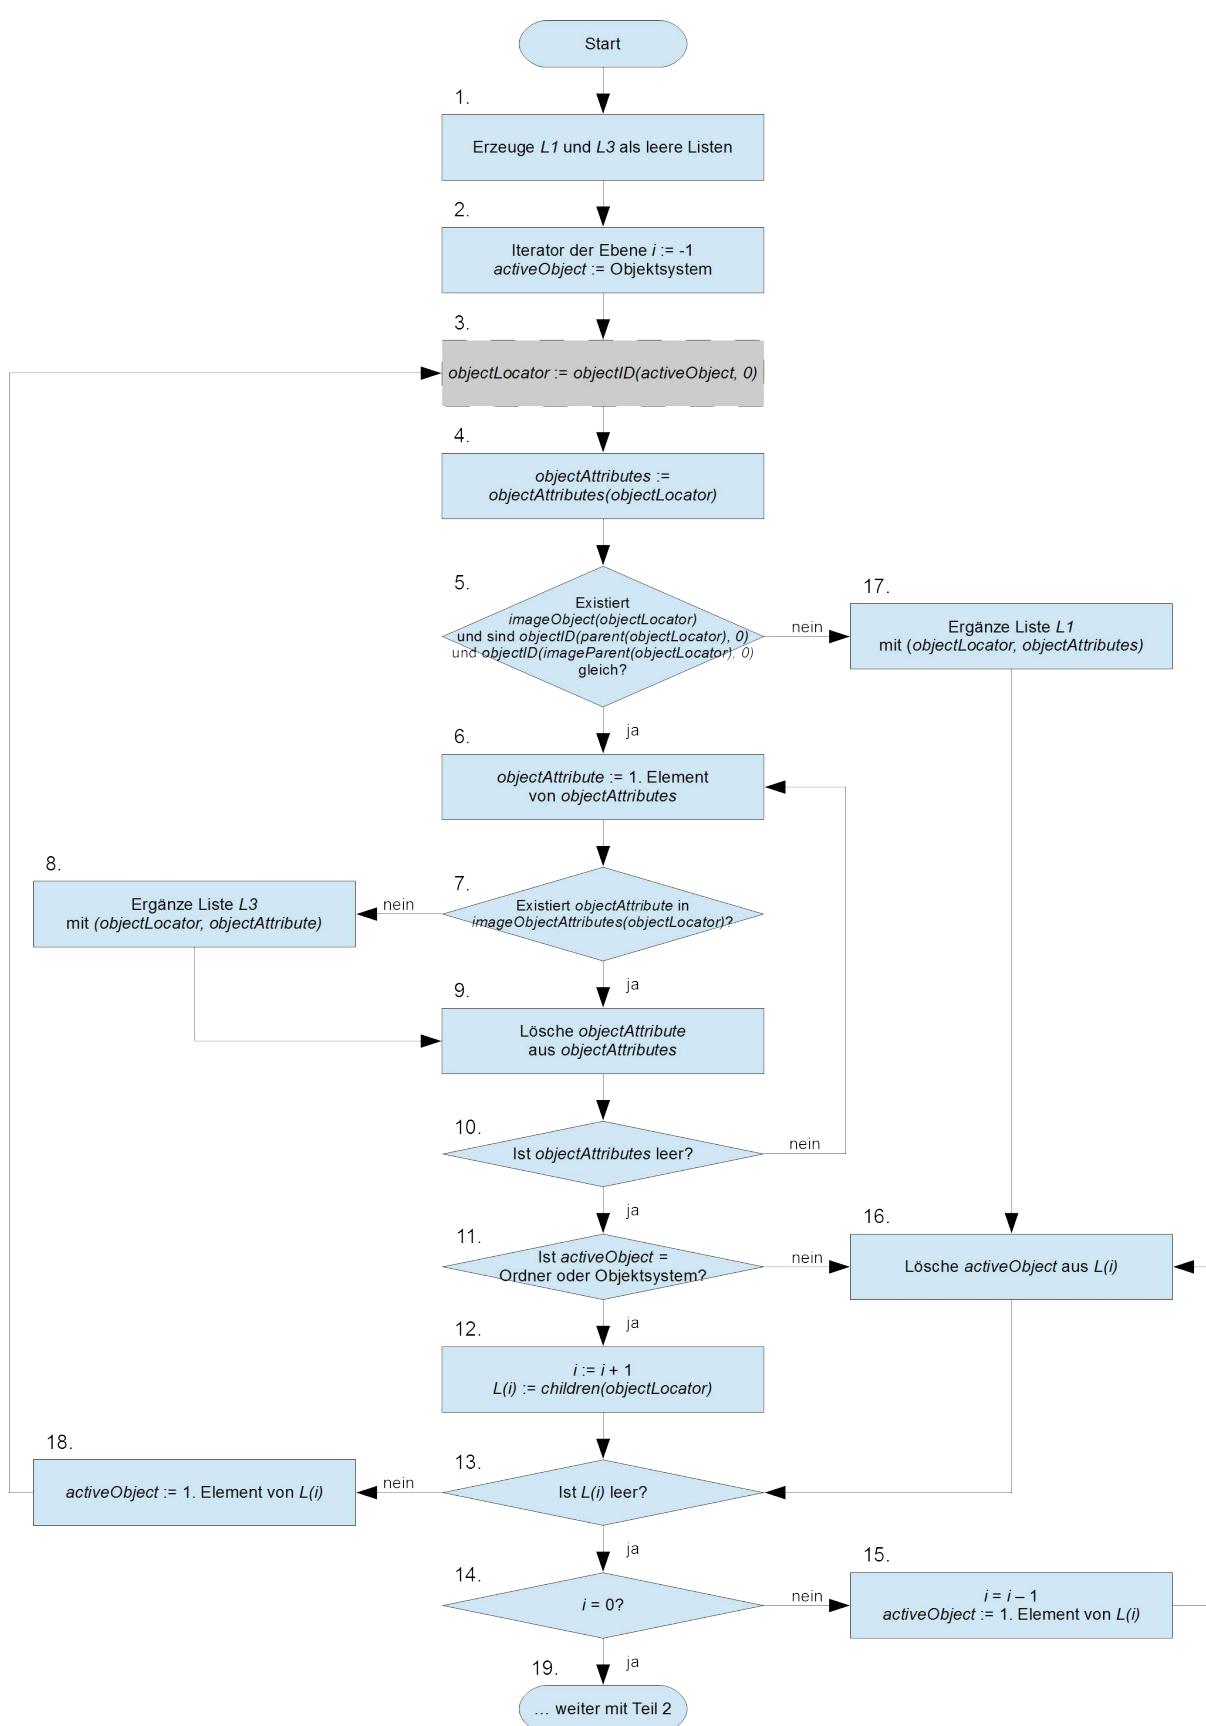 Start
1.
Erzeuge L1 und L3 als leere Listen
2.
Iterator der Ebene i := -1
activeObject := Objektsystem
3.
objectLocator := objectID(activeObject, 0)
4.
objectAttributes :=
objectAttributes(objectLocator)
5.
Existiert
imageObject(objectLocator)
und sind objectID(parent(objectLocator), 0)
und objectID(imageParent(objectLocator), 0)
gleich?
nein
17.
Ergänze Liste L1
mit (objectLocator, objectAttributes)
ja
6.
objectAttribute := 1. Element
von objectAttributes
8.
Ergänze Liste L3
mit (objectLocator, objectAttribute)
nein
7.
Existiert objectAttribute in
imageObjectAttributes(objectLocator)?
ja
9.
Lösche objectAttribute
aus objectAttributes
10.
Ist objectAttributes leer?
nein
ja
11.
Ist activeObject =
Ordner oder Objektsystem?
nein
16.
Lösche activeObject aus L(i)
ja
12.
i := i + 1
L(i) := children(objectLocator)
18.
activeObject := 1. Element von L(i)
nein
13.
Ist L(i) leer?
ja
14.
i = 0?
nein
15.
i = i – 1
activeObject := 1. Element von L(i)
ja
19.
… weiter mit Teil 2